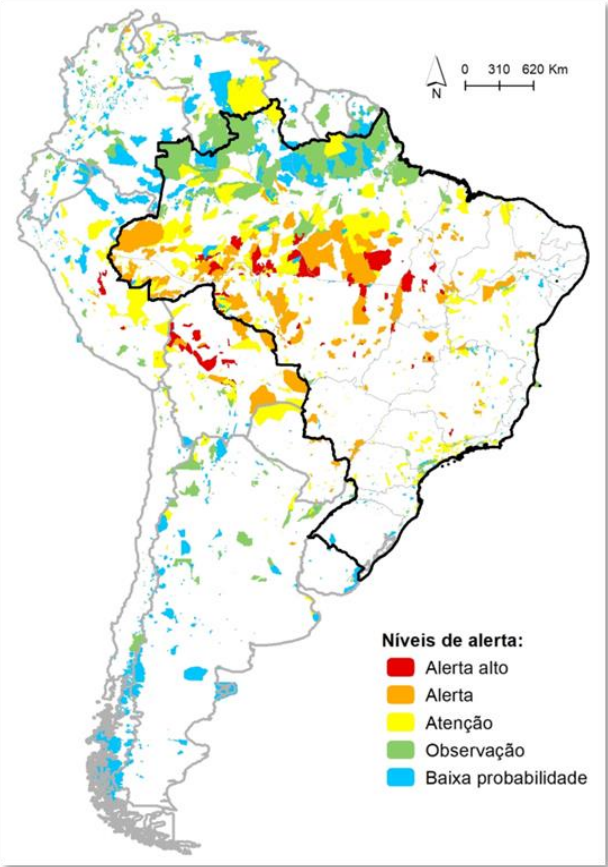 0 310 620 Km
N
Níveis de alerta:
Alerta alto
Alerta
Atenção
Observação
Baixa probabilidade